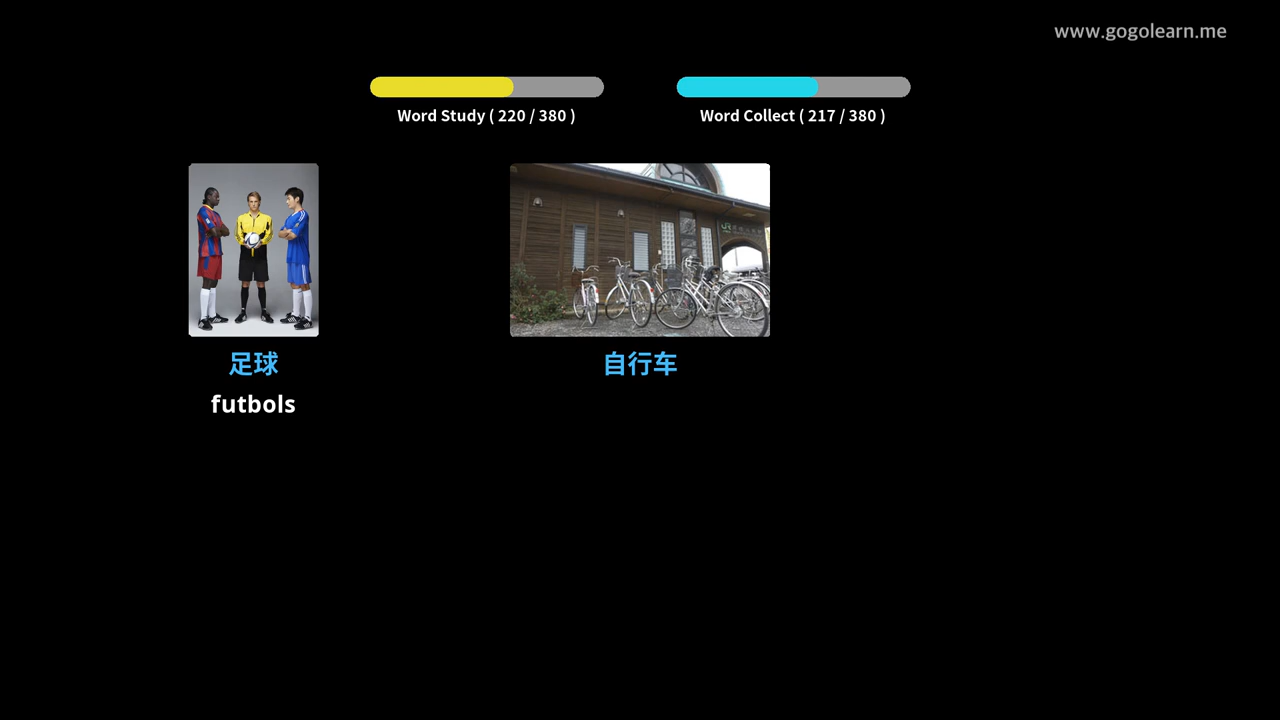 www.gogolearn.me
Word Study ( 220 / 380 )
Word Collect ( 217 / 380 )
足球
自行车
futbols